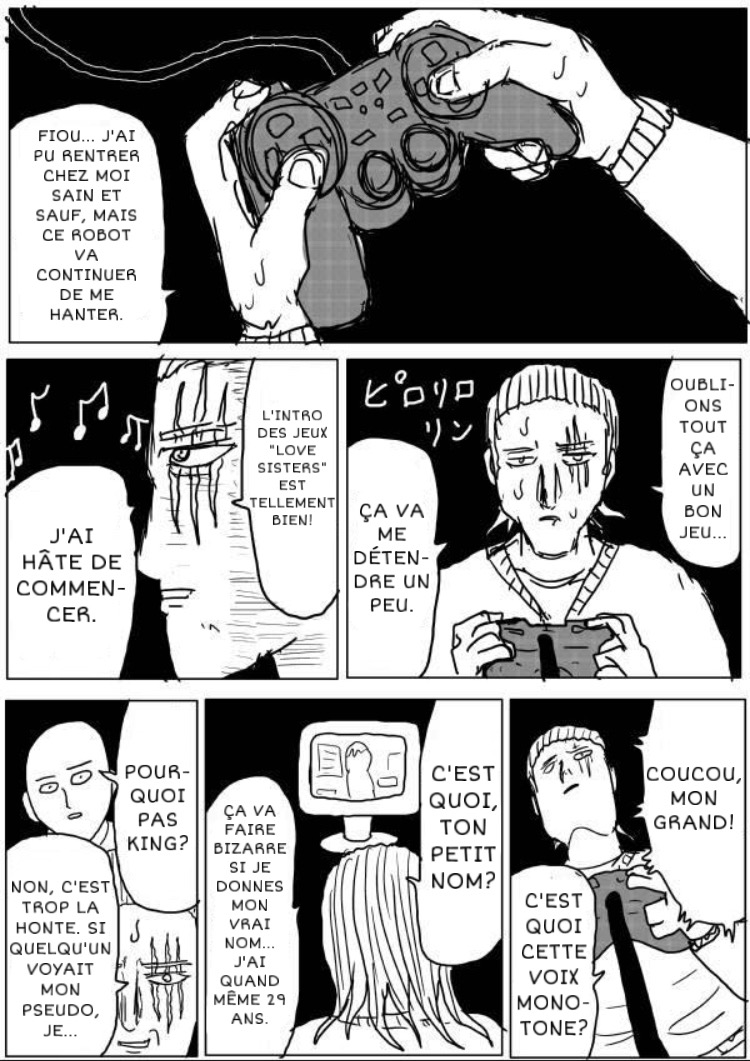 FIOU... J'AI
PU RENTRER
CHEZ MOI
SAIN ET
SAUF, MAIS
CE ROBOT
VA
CONTINUER
DE ME
HANTER.
OUBLI-
ONS
TOUT
ÇA
AVEC
UN
BON
JEU...
ピロリロ
リン
ÇA VA
ME
DÉTEN-
DRE UN
PEU.
L'INTRO
DES JEUX
"LOVE
SISTERS"
EST
TELLEMENT
BIEN!
J'AI
HÂTE DE
COMMEN-
CER.
COUCOU,
MON
GRAND!
C'EST
QUOI
CETTE
VOIX
MONO-
TONE?
C'EST
QUOI,
TON
PETIT
NOM?
ÇA VA
FAIRE
BIZARRE
SI JE
DONNES
MON
VRAI
NOM...
J'AI
QUAND
MÊME 29
ANS.
POUR-
QUOI
PAS
KING?
NON, C'EST
TROP LA
HONTE. SI
QUELQU'UN
VOYAIT
MON
PSEUDO,
JE...